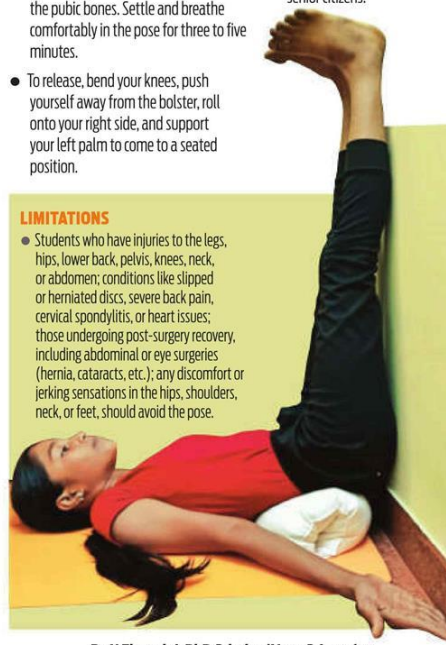 the pubic bones. Settle and breathe
comfortably in the pose for three to five
minutes.
● To release, bend your knees, push
yourself away from the bolster, roll
onto your right side, and support
your left palm to come to a seated
position.
LIMITATIONS
● Students who have injuries to the legs,
hips, lower back, pelvis, knees, neck,
or abdomen; conditions like slipped
or herniated discs, severe back pain,
cervical spondylitis, or heart issues;
those undergoing post-surgery recovery,
including abdominal or eye surgeries
(hernia, cataracts, etc.); any discomfort or
jerking sensations in the hips, shoulders,
neck, or feet, should avoid the pose.